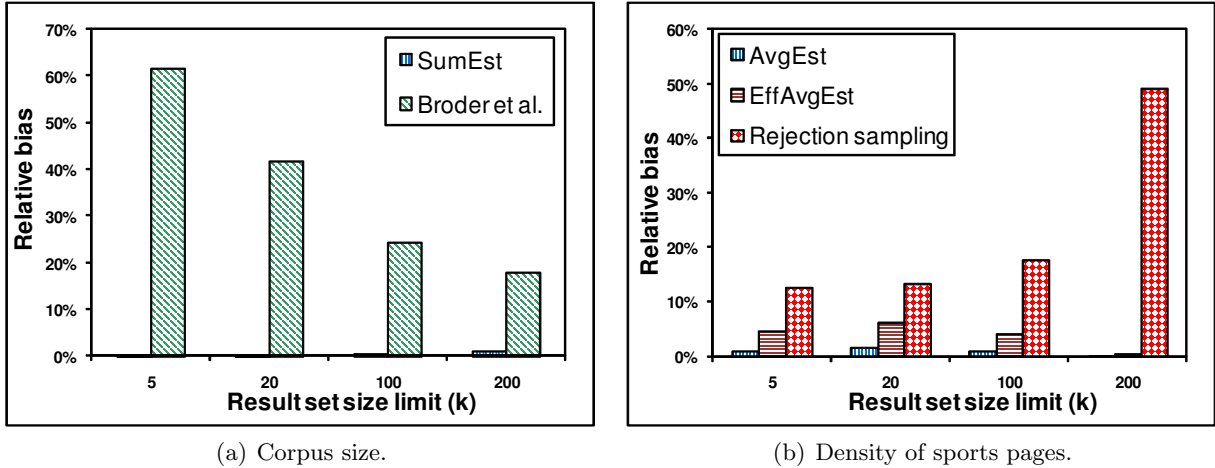 70%
60%
50%
40%
30%
20%
10%
0%
Relative bias
SumEst
Broder et al.
5 20 100 200
Result set size limit (k)
(a) Corpus size.
60%
50%
40%
30%
20%
10%
0%
Relative bias
AvgEst
EffAvgEst
Rejection sampling
5 20 100 200
Result set size limit (k)
(b) Density of sports pages.